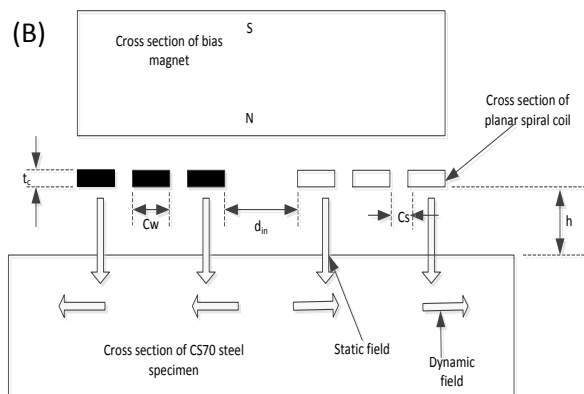 (B)
S
Cross section of bias
magnet
N
Cross section of
planar spiral coil
tc
Cw
din
Cs
h
Cross section of CS70 steel
specimen
Static field
Dynamic
field